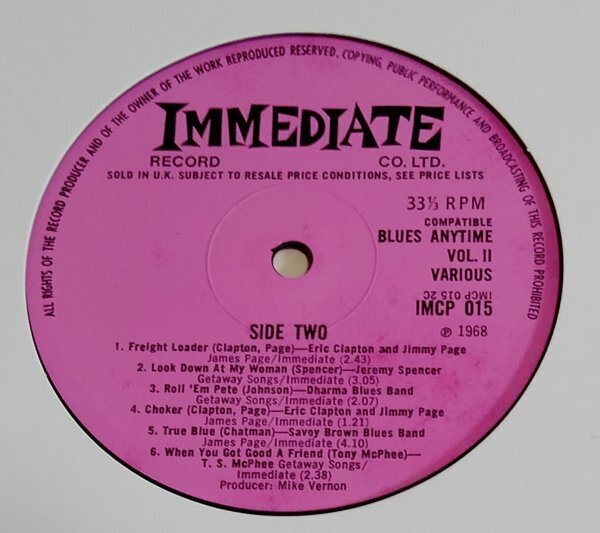 ALL RIGHTS OF THE RECORD PRODUCER AND OF THE OWNER OF THE WORK REPRODUCED RESERVED. COPYING, PUBLIC PERFORMANCE AND BROADCASTING OF THIS RECORD PROHIBITED
IMMEDIATE
RECORD CO. LTD.
SOLD IN U.K. SUBJECT TO RESALE PRICE CONDITIONS, SEE PRICE LISTS
33⅓ RPM
COMPATIBLE
BLUES ANYTIME
VOL. II
VARIOUS
IMCP 015 2C
IMCP 015
℗ 1968
SIDE TWO
1. Freight Loader (Clapton, Page)—Eric Clapton and Jimmy Page
James Page/Immediate (2.43)
2. Look Down At My Woman (Spencer)—Jeremy Spencer
Getaway Songs/Immediate (3.05)
3. Roll 'Em Pete (Johnson)—Dharma Blues Band
Getaway Songs/Immediate (2.07)
4. Choker (Clapton, Page)—Eric Clapton and Jimmy Page
James Page/Immediate (1.21)
5. True Blue (Chatman)—Savoy Brown Blues Band
James Page/Immediate (4.10)
6. When You Got Good A Friend (Tony McPhee)—
T. S. McPhee Getaway Songs/
Immediate (2.38)
Producer: Mike Vernon